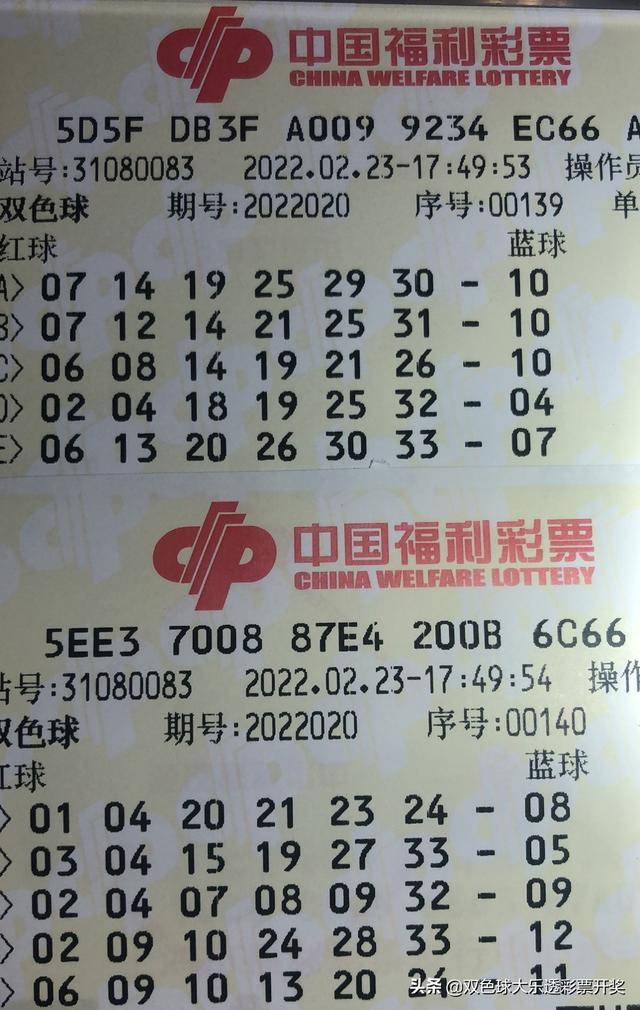 中国福利彩票
CHINA WELFARE LOTTERY
5D5F DB3F A009 9234 EC66 A
站号:31080083 2022.02.23-17:49:53 操作员
双色球 期号:2022020 序号:00139 单
红球 蓝球
A> 07 14 19 25 29 30 - 10
B> 07 12 14 21 25 31 - 10
C> 06 08 14 19 21 26 - 10
D> 02 04 18 19 25 32 - 04
E> 06 13 20 26 30 33 - 07
中国福利彩票
CHINA WELFARE LOTTERY
5EE3 7008 87E4 200B 6C66
站号:31080083 2022.02.23-17:49:54 操作
双色球 期号:2022020 序号:00140
红球 蓝球
> 01 04 20 21 23 24 - 08
> 03 04 15 19 27 33 - 05
> 02 04 07 08 09 32 - 09
> 02 09 10 24 28 33 - 12
> 06 09 10 13 20 24 - 11
头条 @双色球大乐透彩票开奖